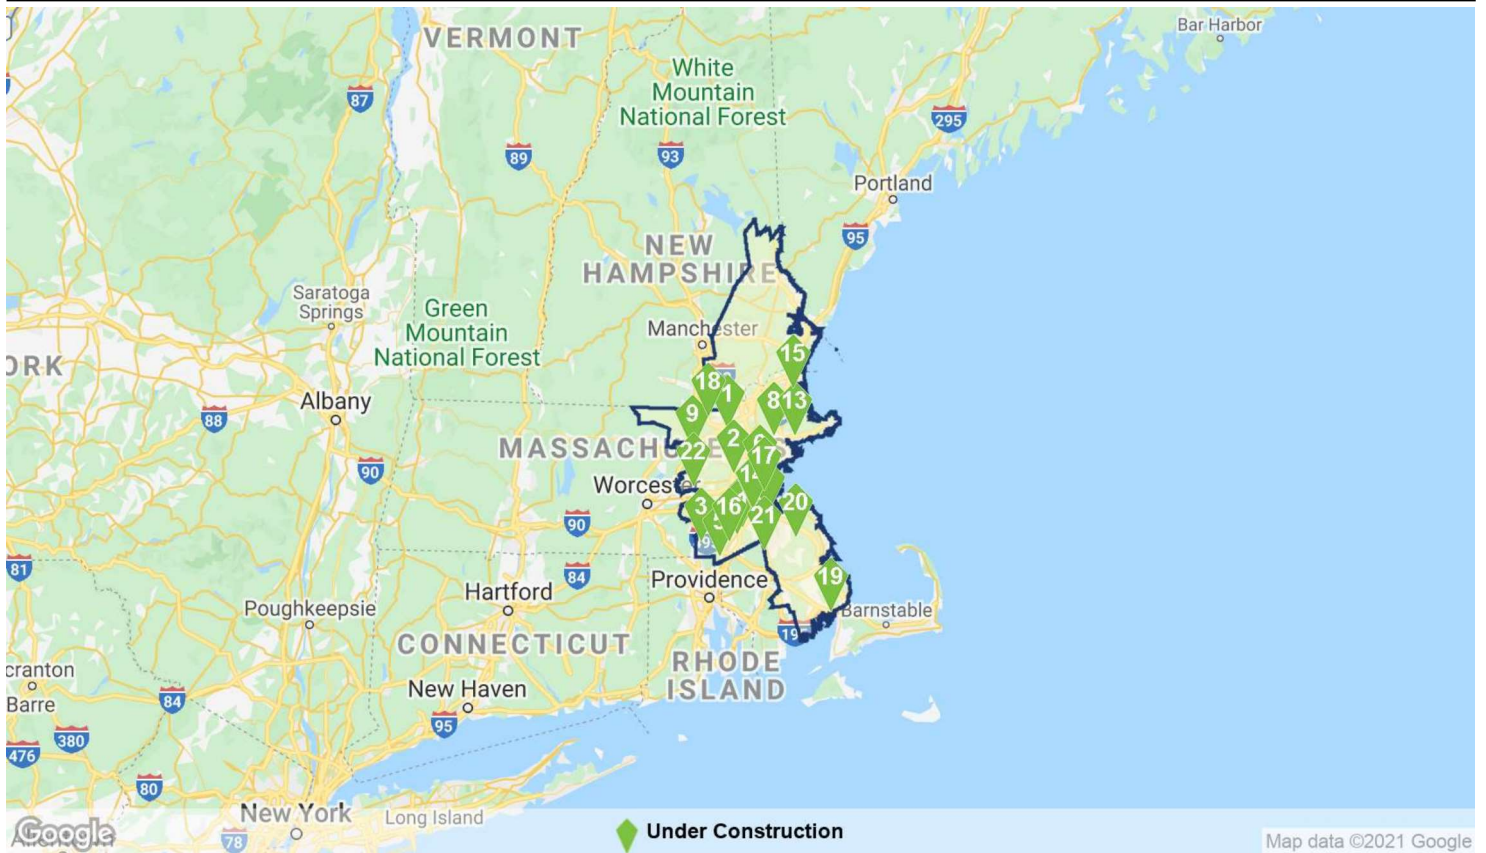 VERMONT
Bar Harbor
White
Mountain
National Forest
87
295
89
93
Portland
95
NEW
HAMPSHIRE
Saratoga
Springs
Green
Mountain
National Forest
Manchester
15
ORK
18
1
8
13
Albany
9
88
2
MASSACHUSE
22
17
90
Worcester
3
16
20
21
90
19
81
84
Providence
Hartford
Poughkeepsie
Barnstable
CONNECTICUT
RHODE
ISLAND
cranton
Barre
New Haven
84
95
380
476
80
New York
Long Island
78
Google
Under Construction
Map data ©2021 Google